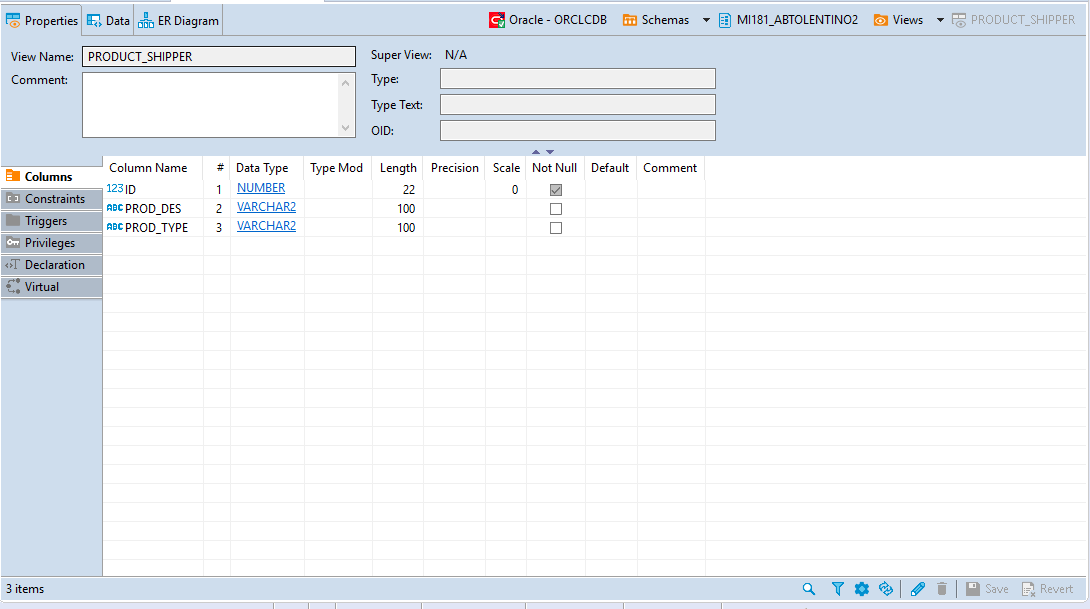 Properties Data ER Diagram Oracle - ORCLCDB Schemas MI181_ABTOLENTINO2 Views PRODUCT_SHIPPER
View Name: PRODUCT_SHIPPER Super View: N/A
Comment: Type:
Type Text:
OID:
Column Name # Data Type Type Mod Length Precision Scale Not Null Default Comment
Columns 123 ID 1 NUMBER 22 0
Constraints ABC PROD_DES 2 VARCHAR2 100
Triggers ABC PROD_TYPE 3 VARCHAR2 100
Privileges
Declaration
Virtual
3 items Save Revert